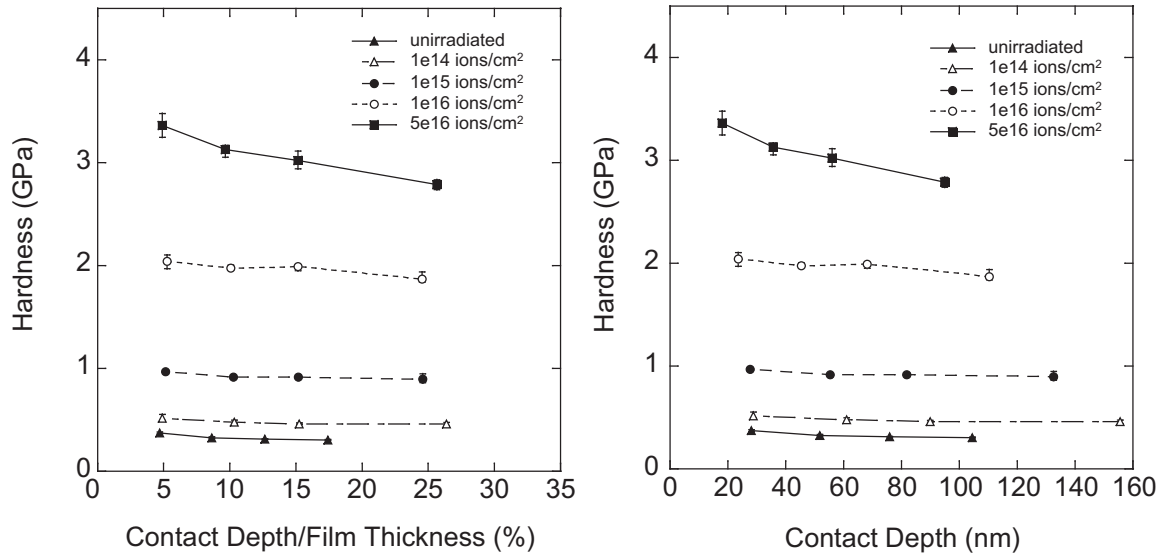 4
3
2
1
0
Hardness (GPa)
unirradiated
1e14 ions/cm²
1e15 ions/cm²
1e16 ions/cm²
5e16 ions/cm²
0 5 10 15 20 25 30 35
Contact Depth/Film Thickness (%)
4
3
2
1
0
Hardness (GPa)
unirradiated
1e14 ions/cm²
1e15 ions/cm²
1e16 ions/cm²
5e16 ions/cm²
0 20 40 60 80 100 120 140 160
Contact Depth (nm)